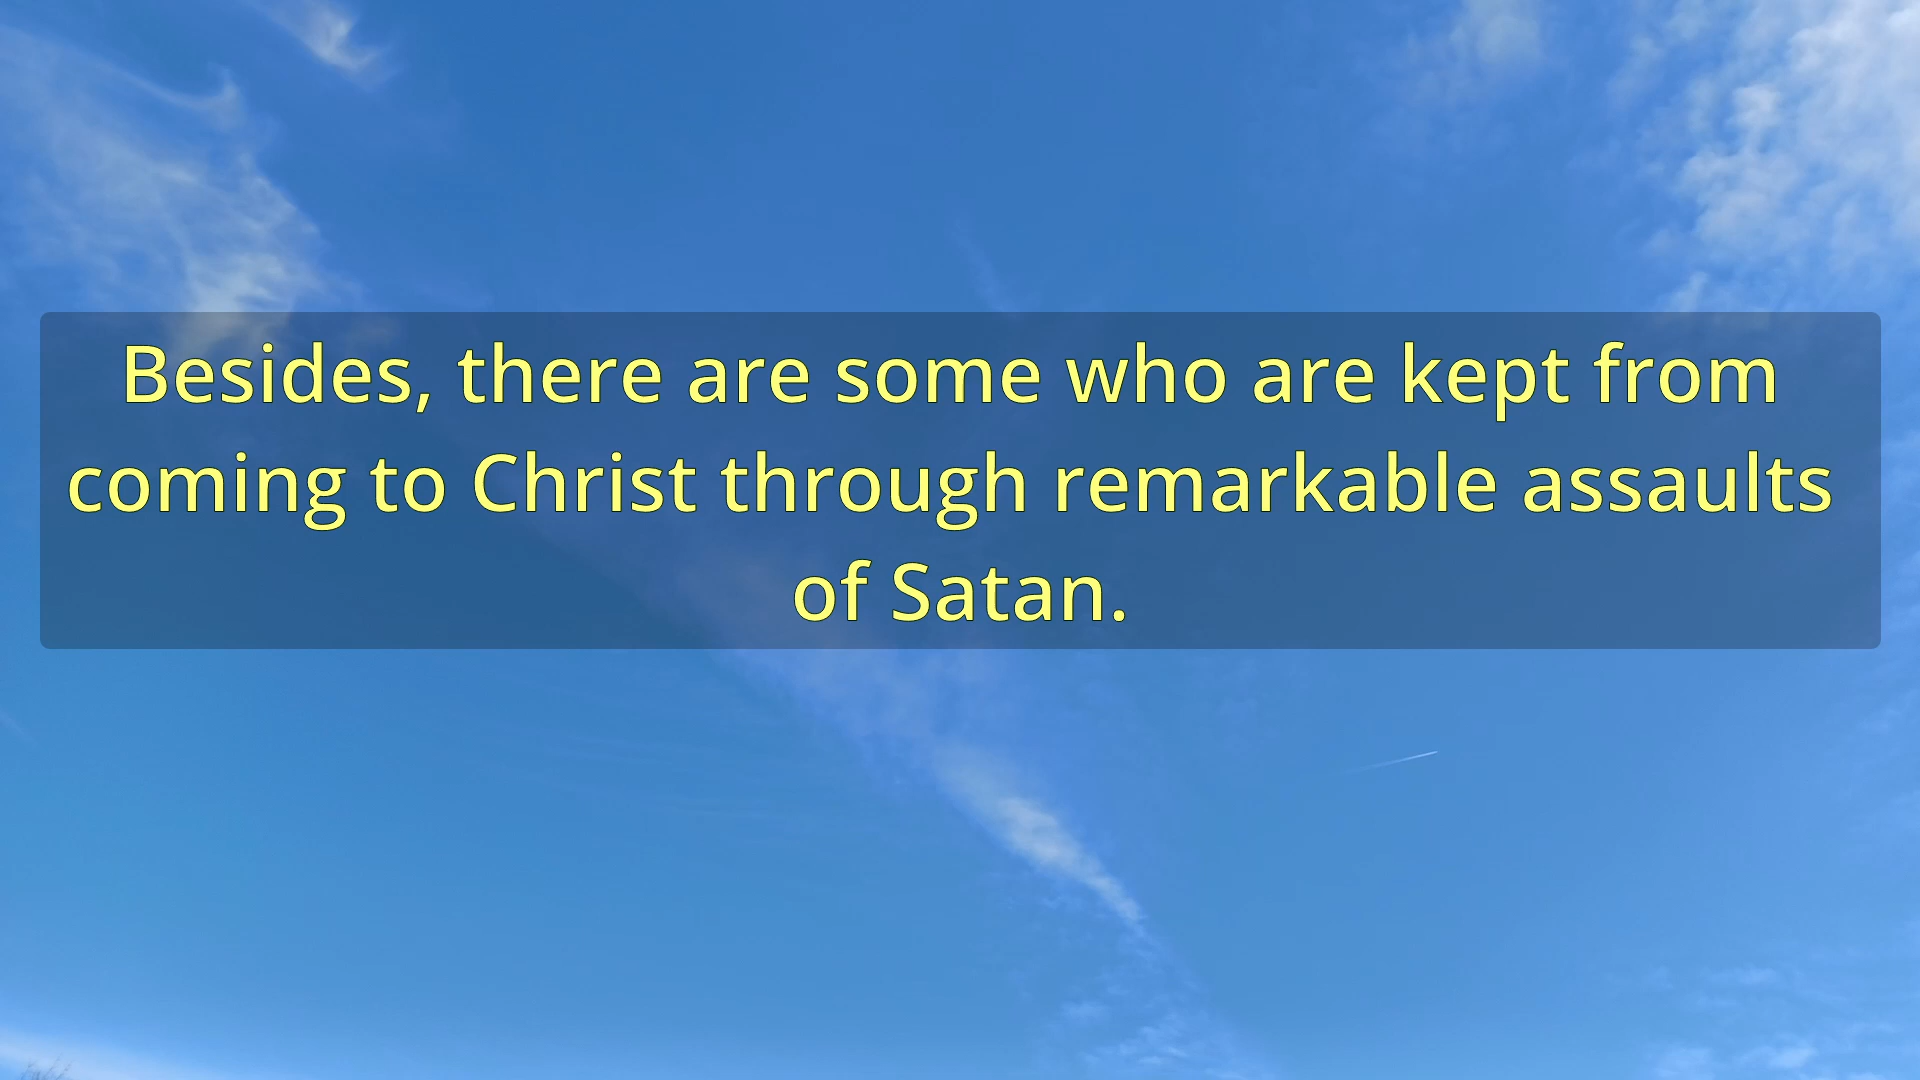 Besides, there are some who are kept from
coming to Christ through remarkable assaults
of Satan.